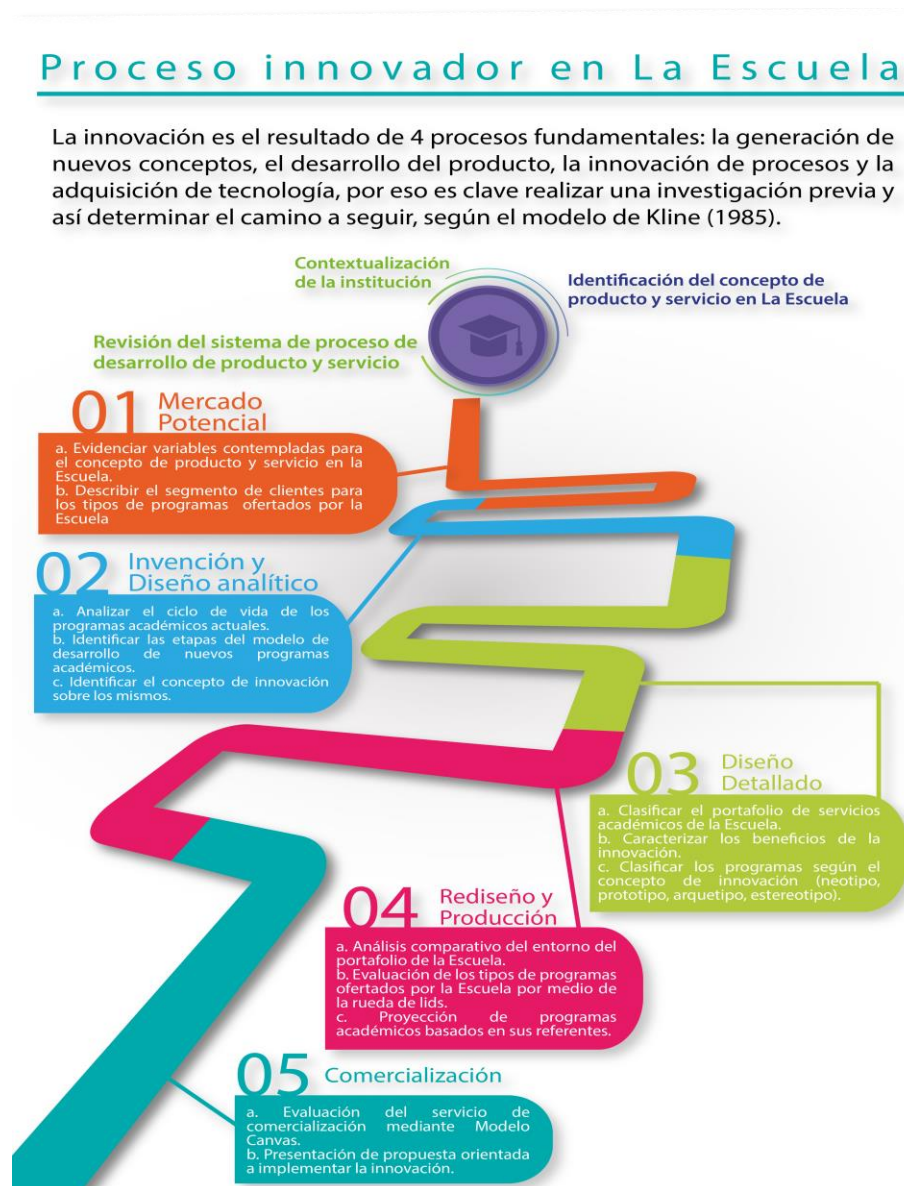 Proceso innovador en La Escuela
La innovación es el resultado de 4 procesos fundamentales: la generación de
nuevos conceptos, el desarrollo del producto, la innovación de procesos y la
adquisición de tecnología, por eso es clave realizar una investigación previa y
así determinar el camino a seguir, según el modelo de Kline (1985).
Contextualización
de la institución
Identificación del concepto de
producto y servicio en La Escuela
Revisión del sistema de proceso de
desarrollo de producto y servicio
01 Mercado
Potencial
a. Evidenciar variables contempladas para
el concepto de producto y servicio en la
Escuela.
b. Describir el segmento de clientes para
los tipos de programas ofertados por la
Escuela
02 Invención y
Diseño analítico
a. Analizar el ciclo de vida de los
programas académicos actuales.
b. Identificar las etapas del modelo de
desarrollo de nuevos programas
académicos.
c. Identificar el concepto de innovación
sobre los mismos.
03 Diseño
Detallado
a. Clasificar el portafolio de servicios
académicos de la Escuela.
b. Caracterizar los beneficios de la
innovación.
c. Clasificar los programas según el
concepto de innovación (neotipo,
prototipo, arquetipo, estereotipo).
04 Rediseño y
Producción
a. Análisis comparativo del entorno del
portafolio de la Escuela.
b. Evaluación de los tipos de programas
ofertados por la Escuela por medio de
la rueda de lids.
c. Proyección de programas
académicos basados en sus referentes.
05 Comercialización
a. Evaluación del servicio de
comercialización mediante Modelo
Canvas.
b. Presentación de propuesta orientada
a implementar la innovación.